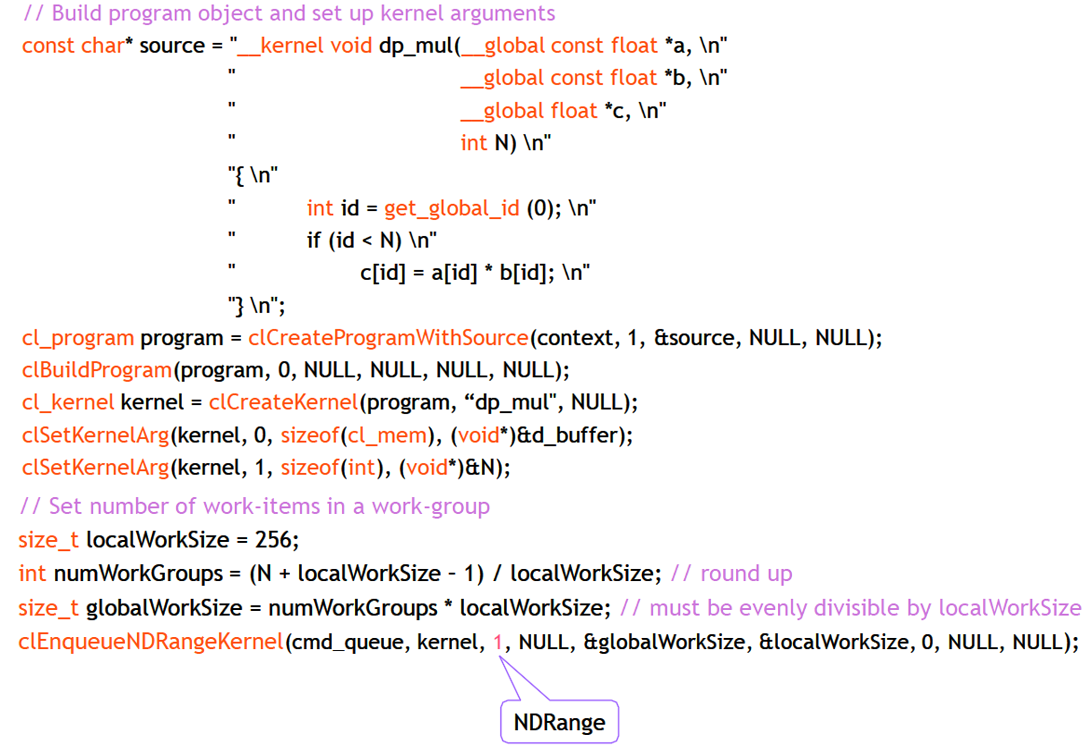 // Build program object and set up kernel arguments
const char* source = "__kernel void dp_mul(__global const float *a, \n"
" __global const float *b, \n"
" __global float *c, \n"
" int N) \n"
"{ \n"
" int id = get_global_id (0); \n"
" if (id < N) \n"
" c[id] = a[id] * b[id]; \n"
"} \n";
cl_program program = clCreateProgramWithSource(context, 1, &source, NULL, NULL);
clBuildProgram(program, 0, NULL, NULL, NULL, NULL);
cl_kernel kernel = clCreateKernel(program, “dp_mul", NULL);
clSetKernelArg(kernel, 0, sizeof(cl_mem), (void*)&d_buffer);
clSetKernelArg(kernel, 1, sizeof(int), (void*)&N);
// Set number of work-items in a work-group
size_t localWorkSize = 256;
int numWorkGroups = (N + localWorkSize – 1) / localWorkSize; // round up
size_t globalWorkSize = numWorkGroups * localWorkSize; // must be evenly divisible by localWorkSize
clEnqueueNDRangeKernel(cmd_queue, kernel, 1, NULL, &globalWorkSize, &localWorkSize, 0, NULL, NULL);
NDRange